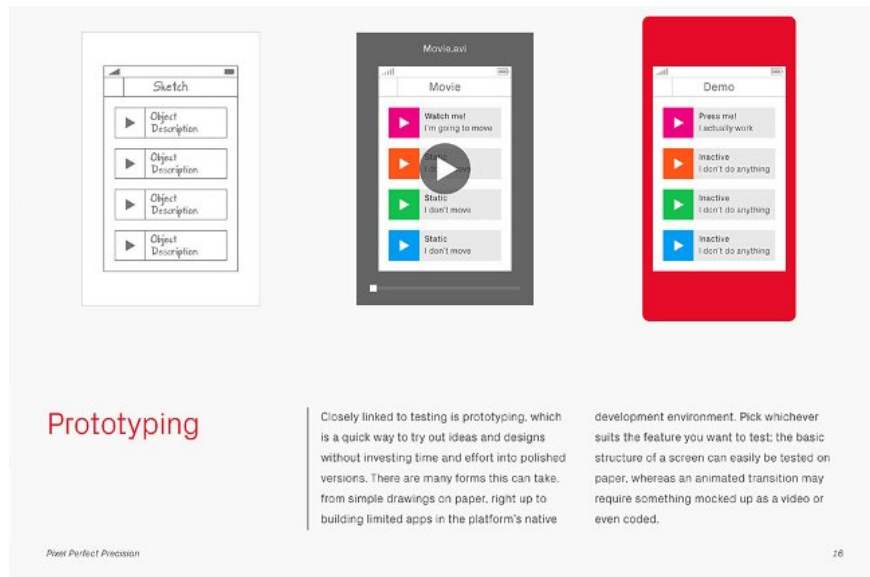 Sketch
Object
Description
Object
Description
Object
Description
Object
Description
Movie.avi
Movie
Watch me!
I'm going to move
Static
Static
I don't move
Static
I don't move
Demo
Press me!
I actually work
Inactive
I don't do anything
Inactive
I don't do anything
Inactive
I don't do anything
Prototyping
Closely linked to testing is prototyping, which
is a quick way to try out ideas and designs
without investing time and effort into polished
versions. There are many forms this can take,
from simple drawings on paper, right up to
building limited apps in the platform's native
development environment. Pick whichever
suits the feature you want to test; the basic
structure of a screen can easily be tested on
paper, whereas an animated transition may
require something mocked up as a video or
even coded.
Pixel Perfect Precision
16